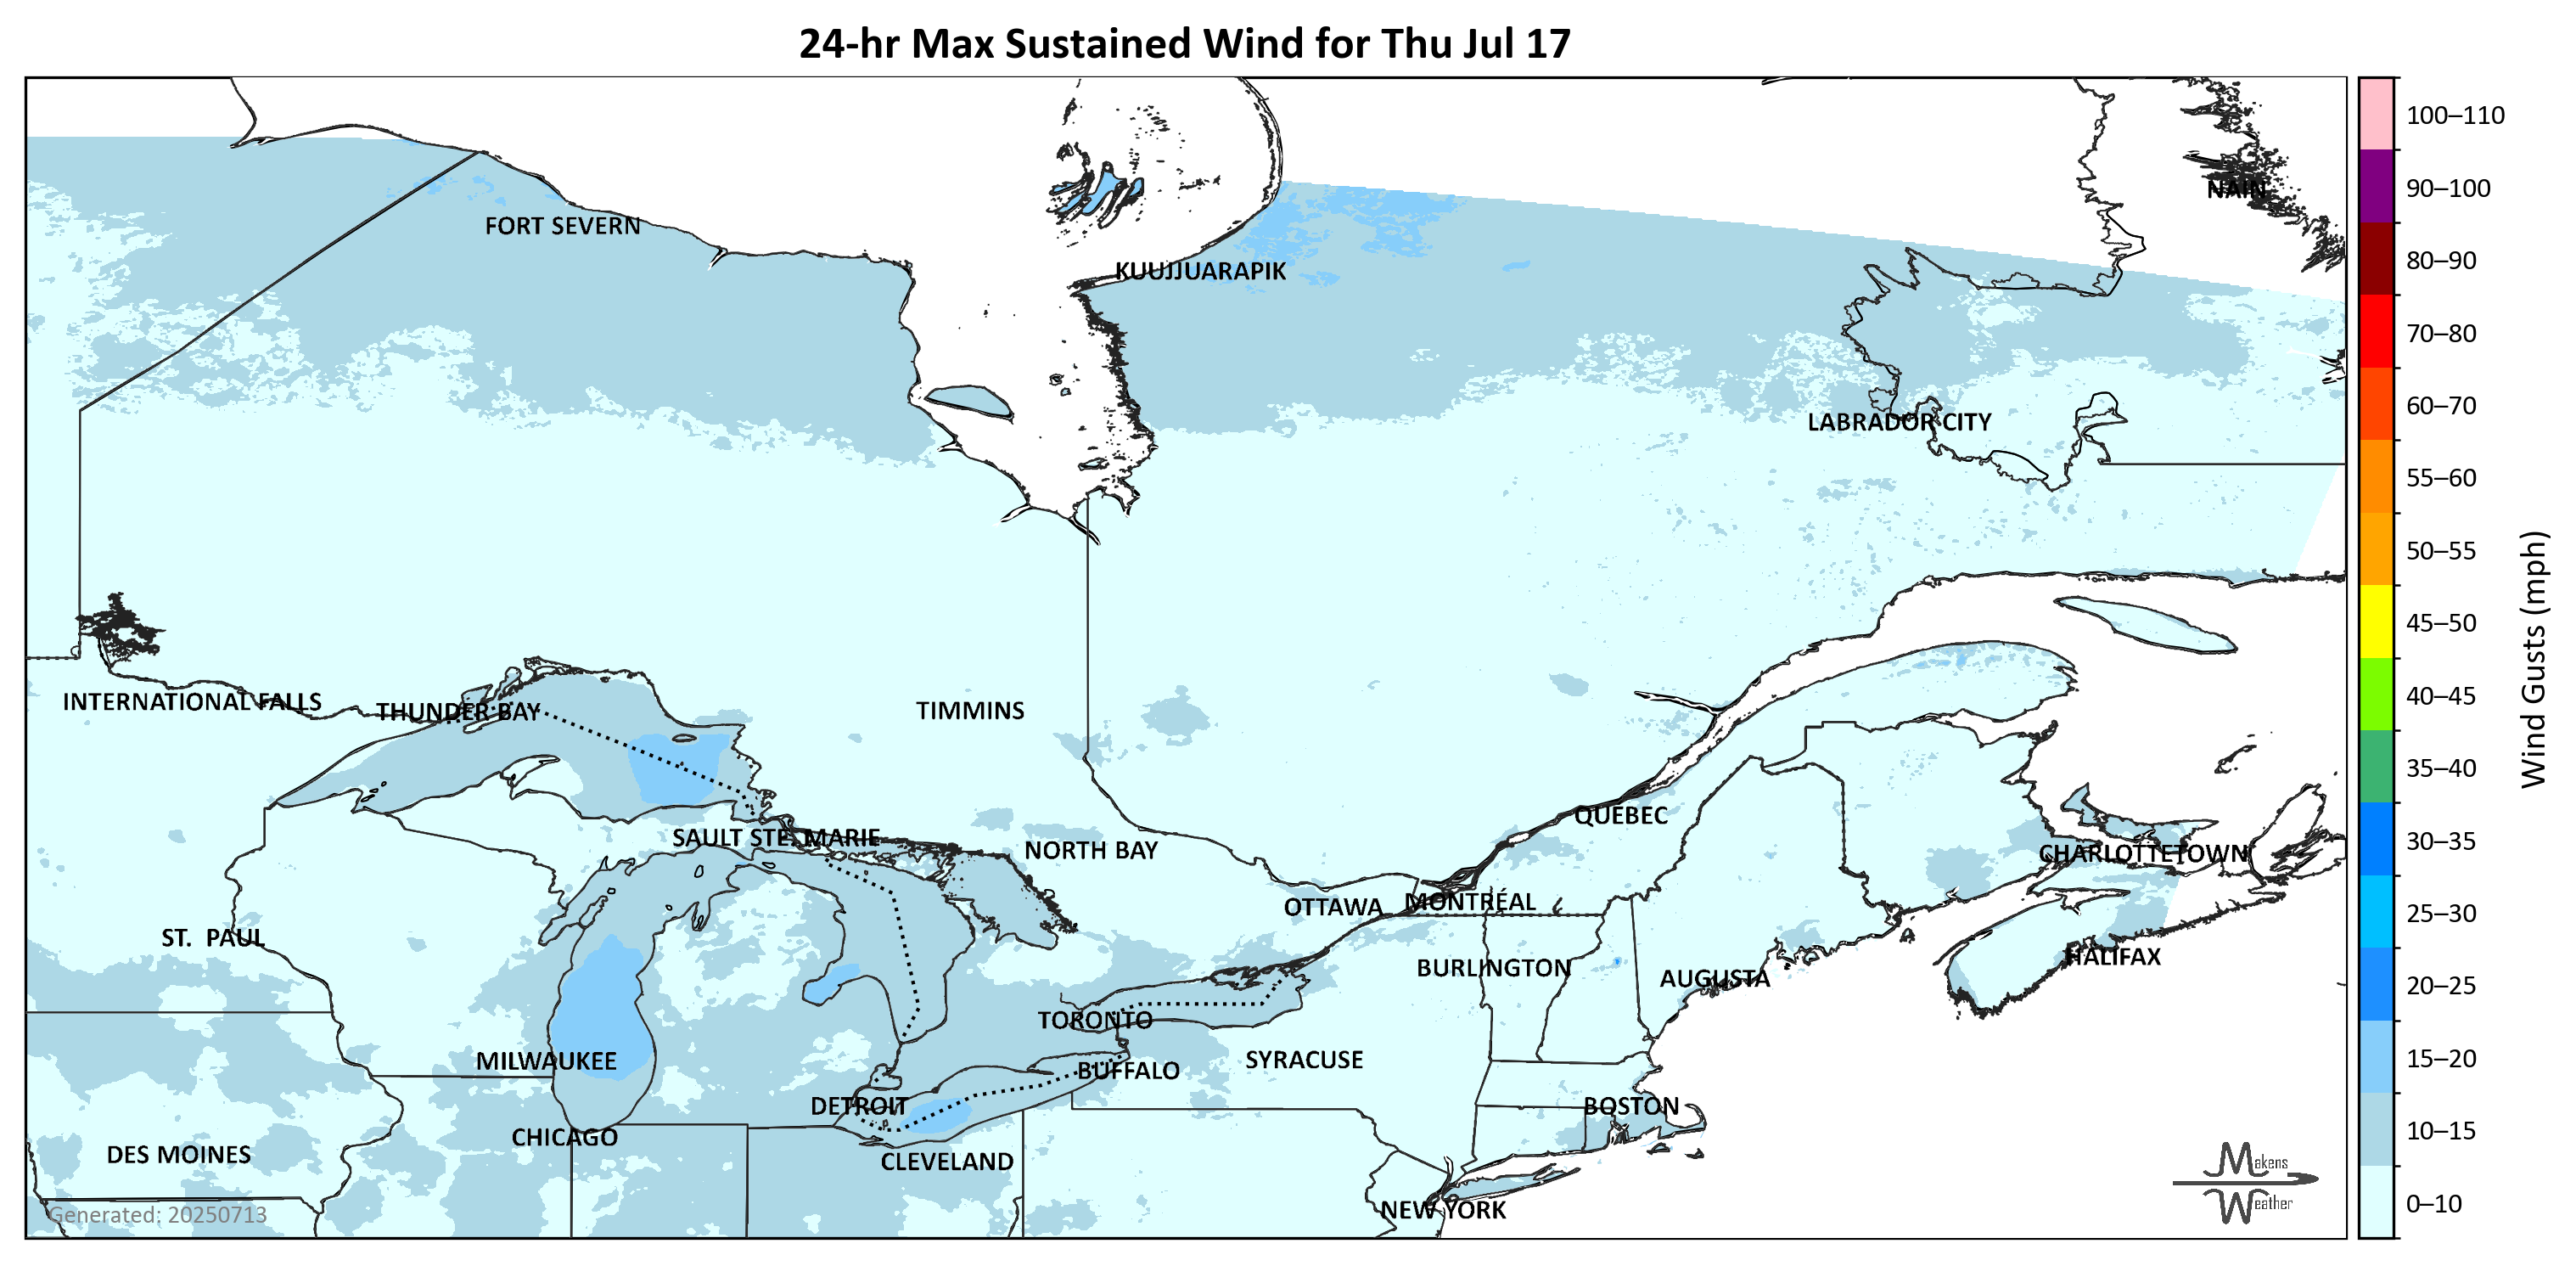 24-hr Max Sustained Wind for Thu Jul 17
100–110
90–100
80–90
70–80
60–70
55–60
50–55
45–50
40–45
35–40
30–35
25–30
20–25
15–20
10–15
0–10
Wind Gusts (mph)
NAIN
FORT SEVERN
KUUJJUARAPIK
LABRADOR CITY
INTERNATIONAL FALLS
THUNDER BAY
TIMMINS
QUÉBEC
SAULT STE. MARIE
NORTH BAY
CHARLOTTETOWN
OTTAWA
MONTRÉAL
ST. PAUL
HALIFAX
BURLINGTON
AUGUSTA
TORONTO
MILWAUKEE
BUFFALO
SYRACUSE
DETROIT
BOSTON
CHICAGO
DES MOINES
CLEVELAND
NEW YORK
Generated: 20250713
Makens
Weather